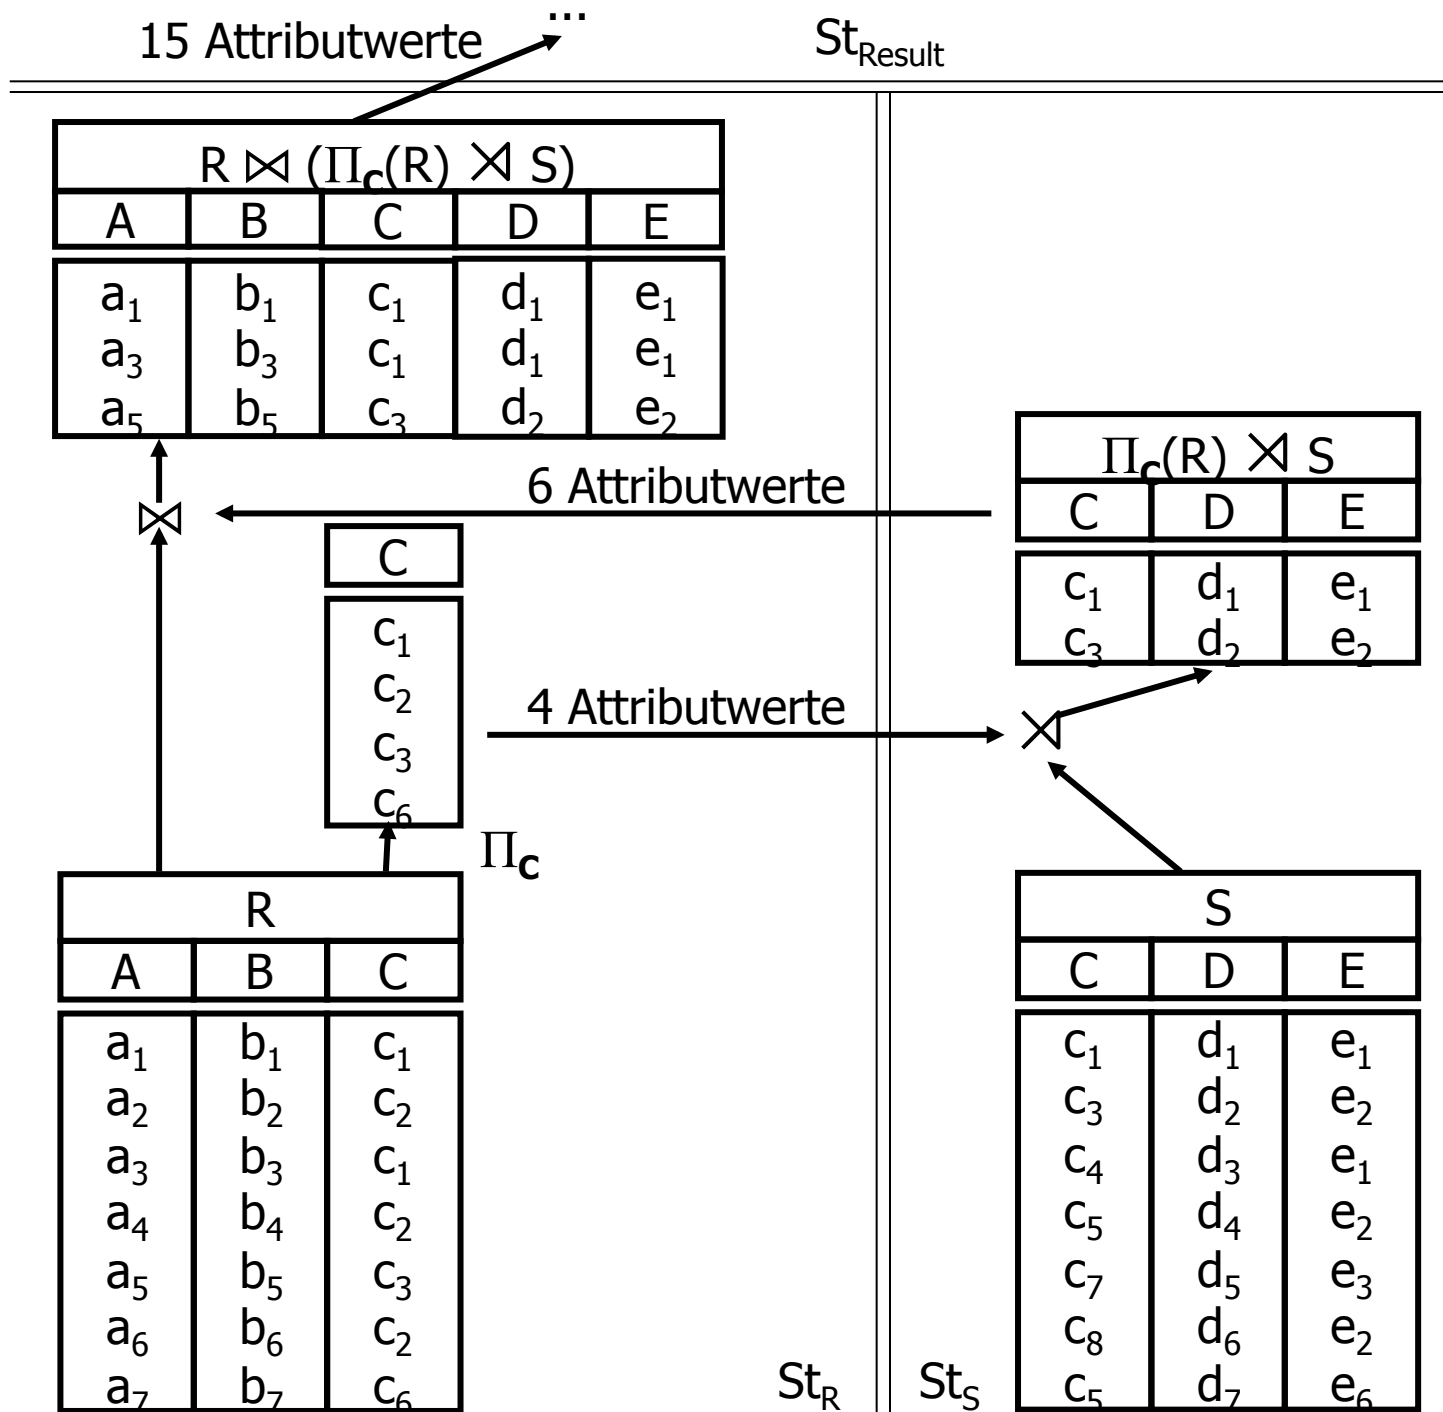 ...
15 Attributwerte St_Result
R ⋈ (Π_C(R) ⋊ S)
A B C D E
a₁ b₁ c₁ d₁ e₁
a₃ b₃ c₁ d₁ e₁
a₅ b₅ c₃ d₂ e₂
Π_C(R) ⋊ S
C D E
c₁ d₁ e₁
c₃ d₂ e₂
6 Attributwerte
⋈
C
c₁
c₂
c₃
c₆
4 Attributwerte
⋊
Π_C
R
A B C
a₁ b₁ c₁
a₂ b₂ c₂
a₃ b₃ c₁
a₄ b₄ c₂
a₅ b₅ c₃
a₆ b₆ c₂
a₇ b₇ c₆
S
C D E
c₁ d₁ e₁
c₃ d₂ e₂
c₄ d₃ e₁
c₅ d₄ e₂
c₇ d₅ e₃
c₈ d₆ e₂
c₅ d₇ e₆
St_R St_S